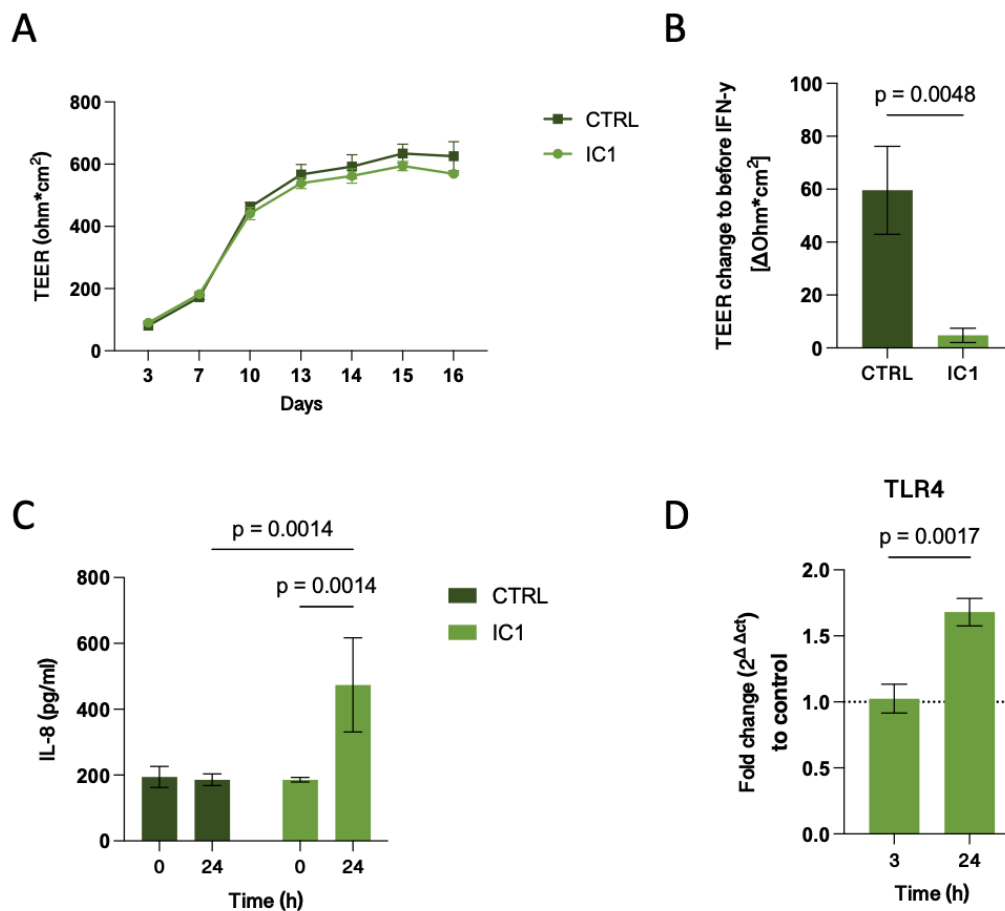 A
TEER (ohm*cm²)
800
600
400
200
0
3 7 10 13 14 15 16
Days
CTRL
IC1
B
TEER change to before IFN-y
[ΔOhm*cm²]
100
80
60
40
20
0
p = 0.0048
CTRL IC1
C
IL-8 (pg/ml)
800
600
400
200
0
p = 0.0014
p = 0.0014
0 24 0 24
Time (h)
CTRL
IC1
D
TLR4
Fold change (2^ΔΔct)
to control
2.0
1.5
1.0
0.5
0.0
p = 0.0017
3 24
Time (h)